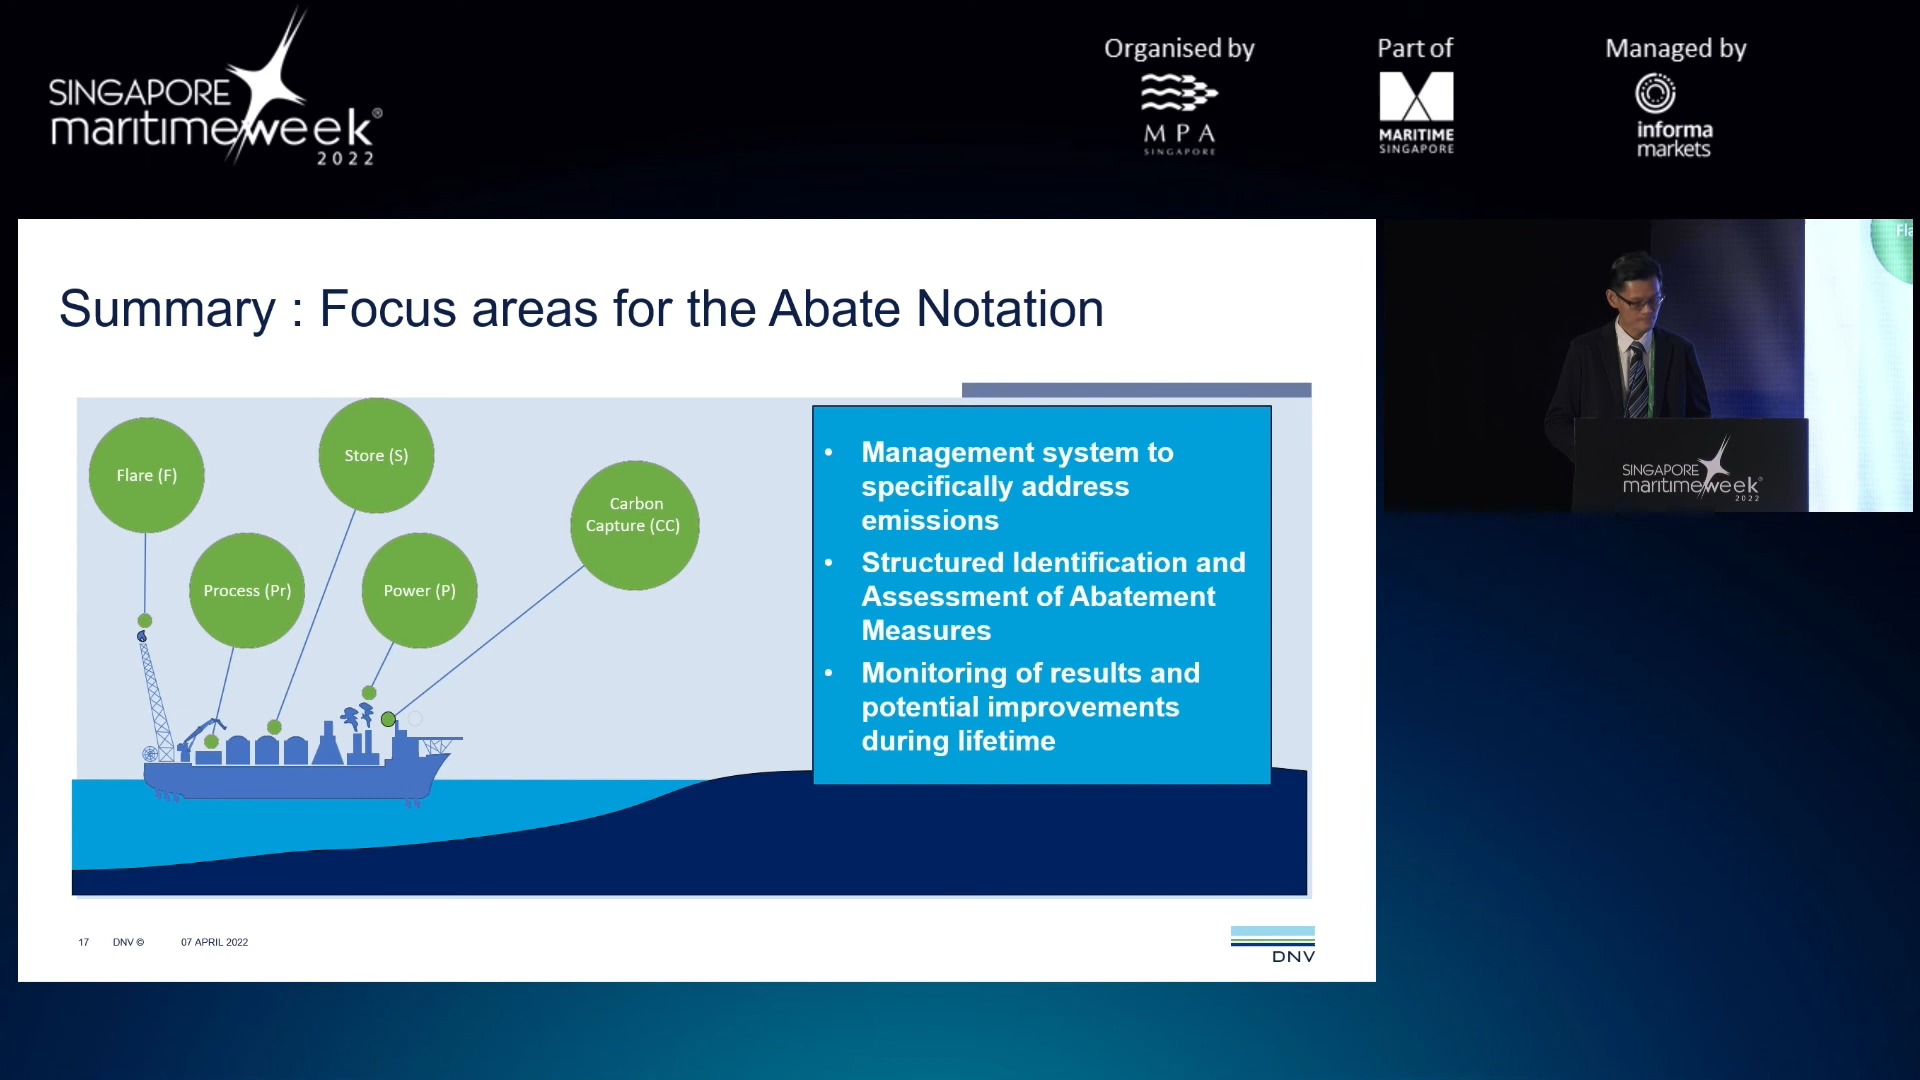 SINGAPORE
maritimeweek®
2022
Organised by
MPA
SINGAPORE
Part of
MARITIME
SINGAPORE
Managed by
informa
markets
Summary : Focus areas for the Abate Notation
Flare (F)
Store (S)
Carbon
Capture (CC)
Process (Pr)
Power (P)
• Management system to
specifically address
emissions
• Structured Identification and
Assessment of Abatement
Measures
• Monitoring of results and
potential improvements
during lifetime
17 DNV © 07 APRIL 2022
DNV
Fla
SINGAPORE
maritimeweek
2022